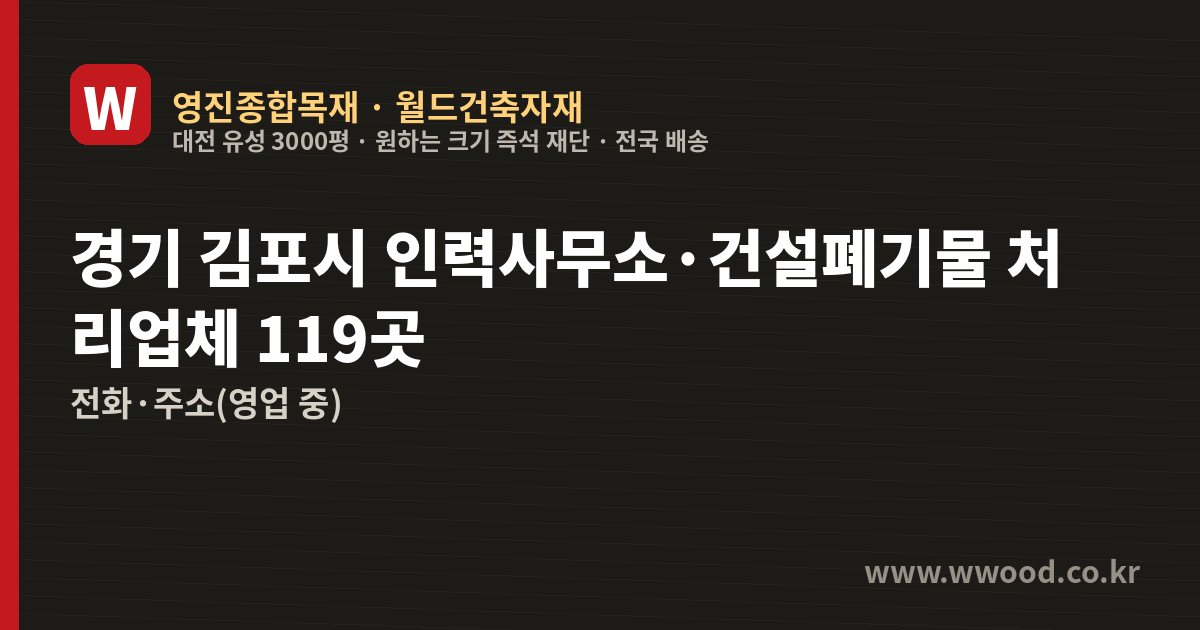 W
영진종합목재 · 월드건축자재
대전 유성 3000평 · 원하는 크기 즉석 재단 · 전국 배송
경기 김포시 인력사무소·건설폐기물 처
리업체 119곳
전화·주소(영업 중)
www.wwood.co.kr